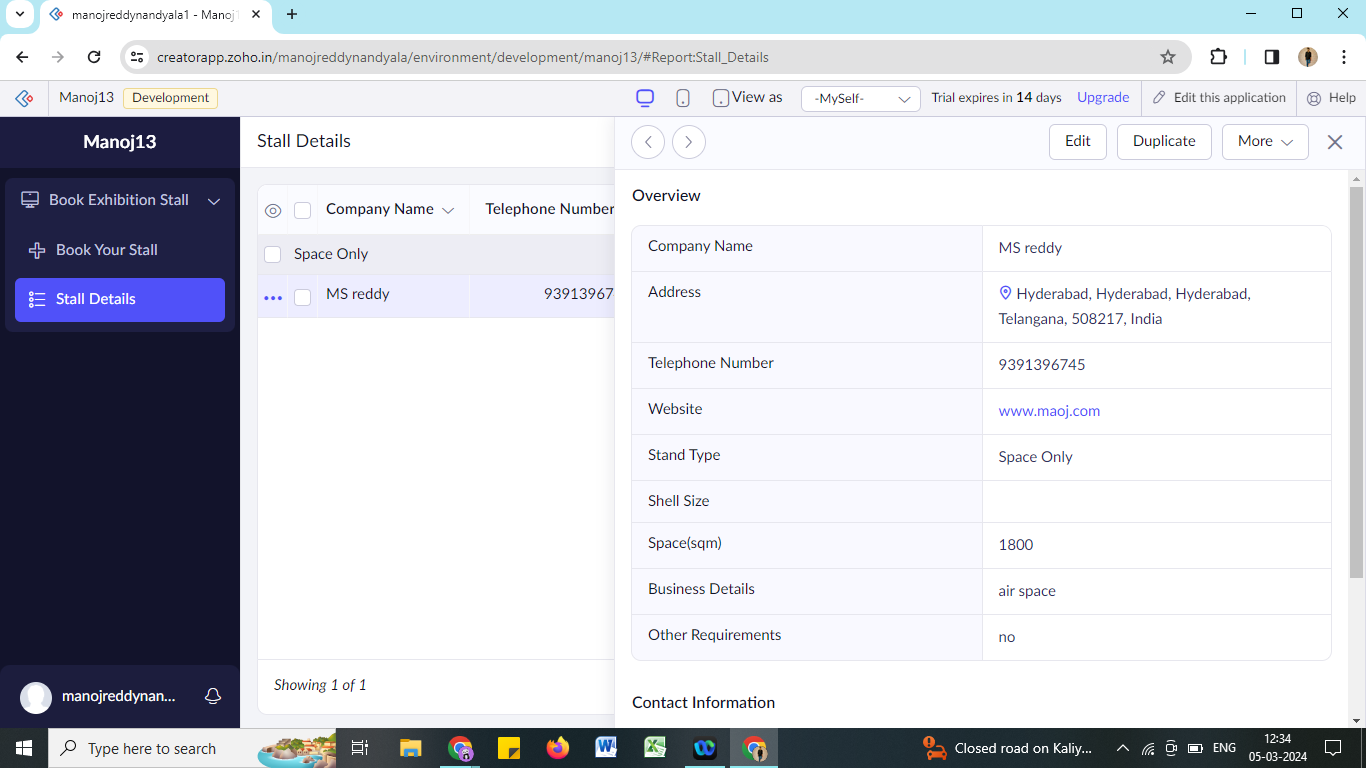 manojreddynandyala1 - Manoj1
creatorapp.zoho.in/manojreddynandyala/environment/development/manoj13/#Report:Stall_Details
Manoj13 Development View as -MySelf- Trial expires in 14 days Upgrade Edit this application Help
Manoj13
Book Exhibition Stall
Book Your Stall
Stall Details
manojreddynan...
Stall Details
Company Name Telephone Number
Space Only
MS reddy 93913967
Showing 1 of 1
Edit Duplicate More
Overview
Company Name MS reddy
Address Hyderabad, Hyderabad, Hyderabad,
Telangana, 508217, India
Telephone Number 9391396745
Website www.maoj.com
Stand Type Space Only
Shell Size
Space(sqm) 1800
Business Details air space
Other Requirements no
Contact Information
Type here to search
Closed road on Kaliy...
ENG
12:34
05-03-2024